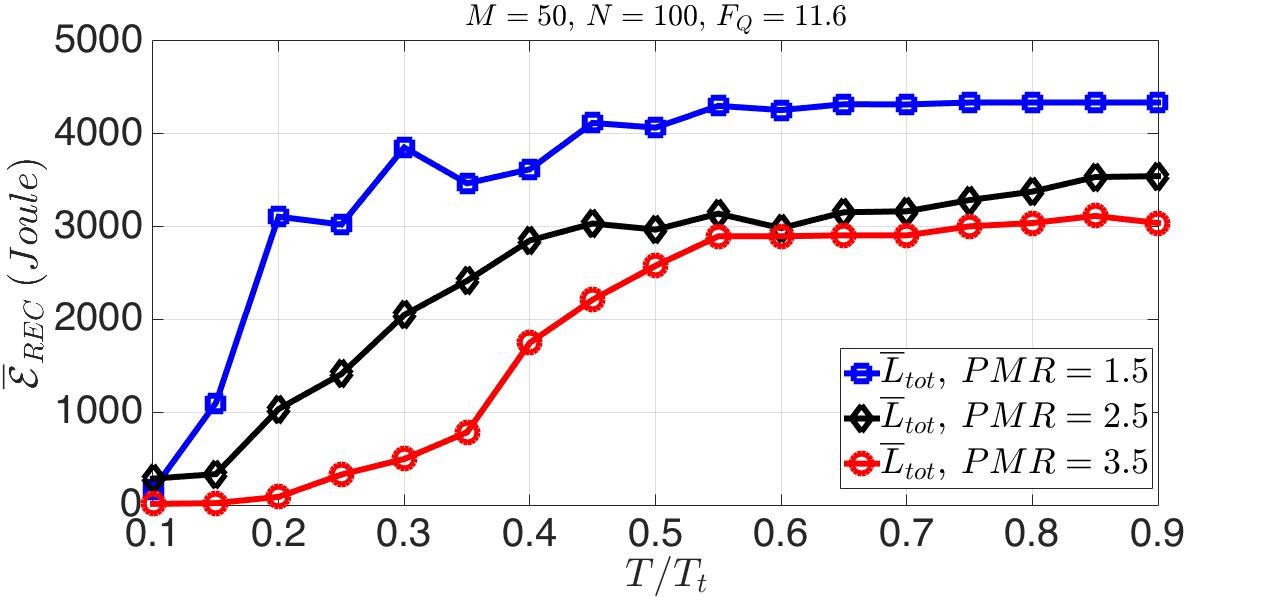 M = 50, N = 100, F_Q = 11.6
5000
4000
3000
2000
1000
0
ℰ̅_REC (Joule)
L̅_tot, PMR = 1.5
L̅_tot, PMR = 2.5
L̅_tot, PMR = 3.5
0.1 0.2 0.3 0.4 0.5 0.6 0.7 0.8 0.9
T/T_t